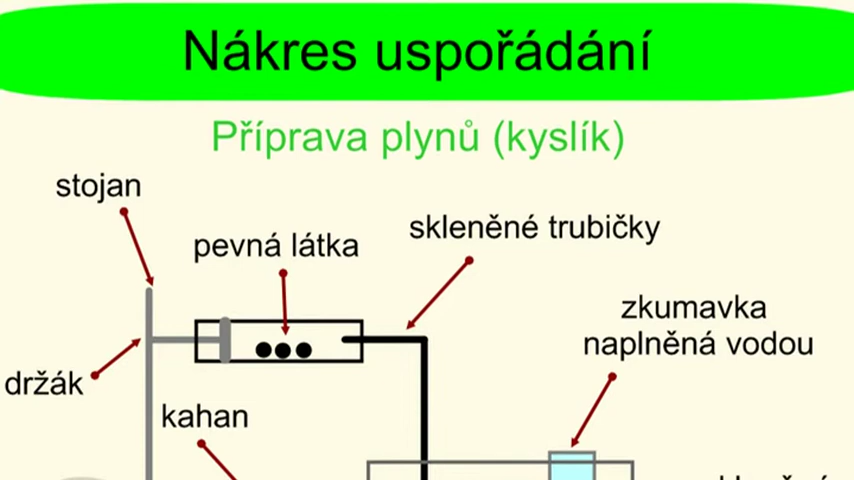 Nákres uspořádání
Příprava plynů (kyslík)
stojan
pevná látka
skleněné trubičky
zkumavka
naplněná vodou
držák
kahan